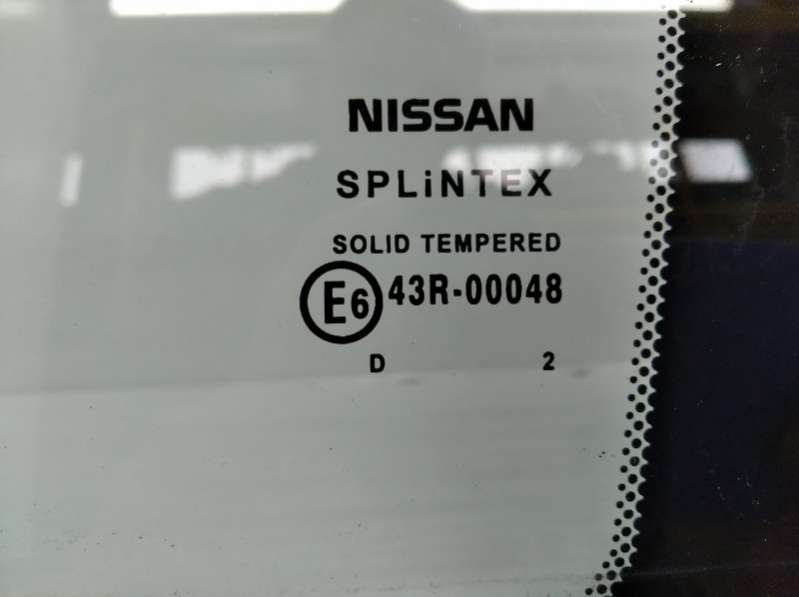 NISSAN
SPLiNTEX
SOLID TEMPERED
E6 43R-00048
D 2